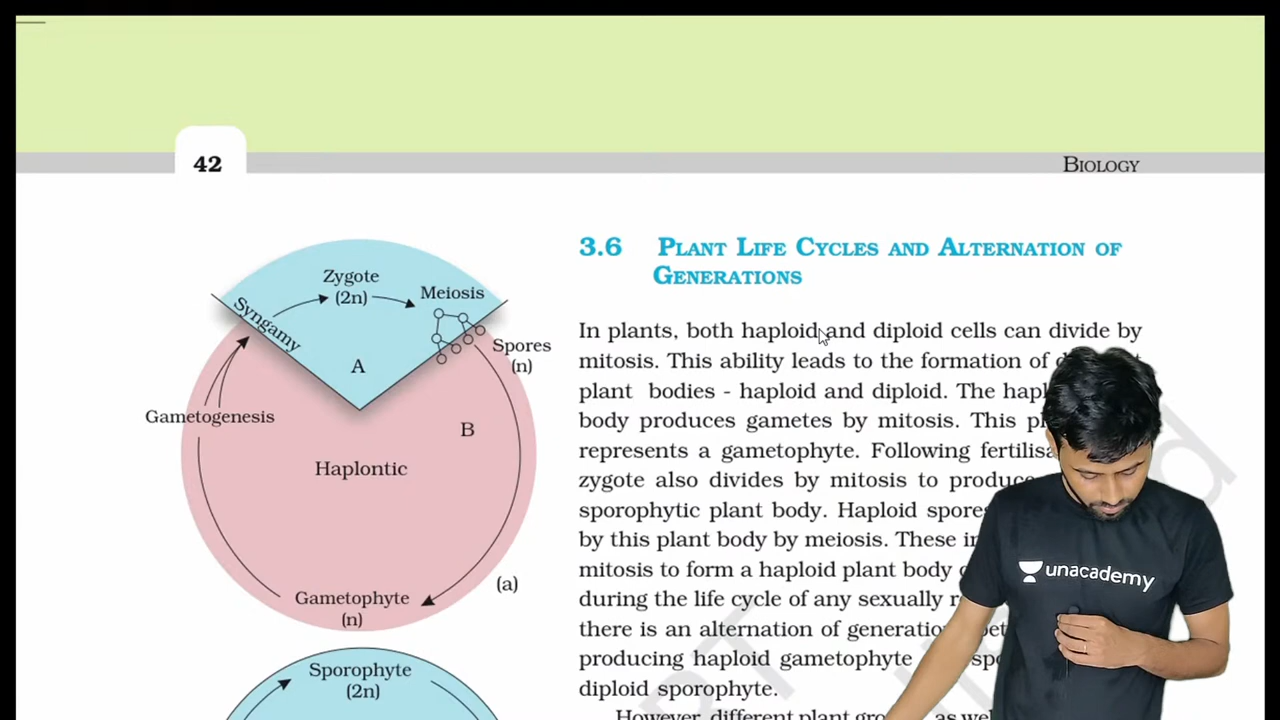 42
BIOLOGY
Zygote
(2n)
Meiosis
Syngamy
Spores
(n)
A
Gametogenesis
B
Haplontic
(a)
Gametophyte
(n)
Sporophyte
(2n)
3.6 PLANT LIFE CYCLES AND ALTERNATION OF
GENERATIONS
In plants, both haploid and diploid cells can divide by
mitosis. This ability leads to the formation of
plant bodies - haploid and diploid. The
body produces gametes by mitosis. This
represents a gametophyte. Following
zygote also divides by mitosis to
sporophytic plant body. Haploid
by this plant body by meiosis. These
mitosis to form a haploid plant body
during the life cycle of any sexually
there is an alternation of
producing haploid gametophyte
diploid sporophyte.
However, different plant
unacademy